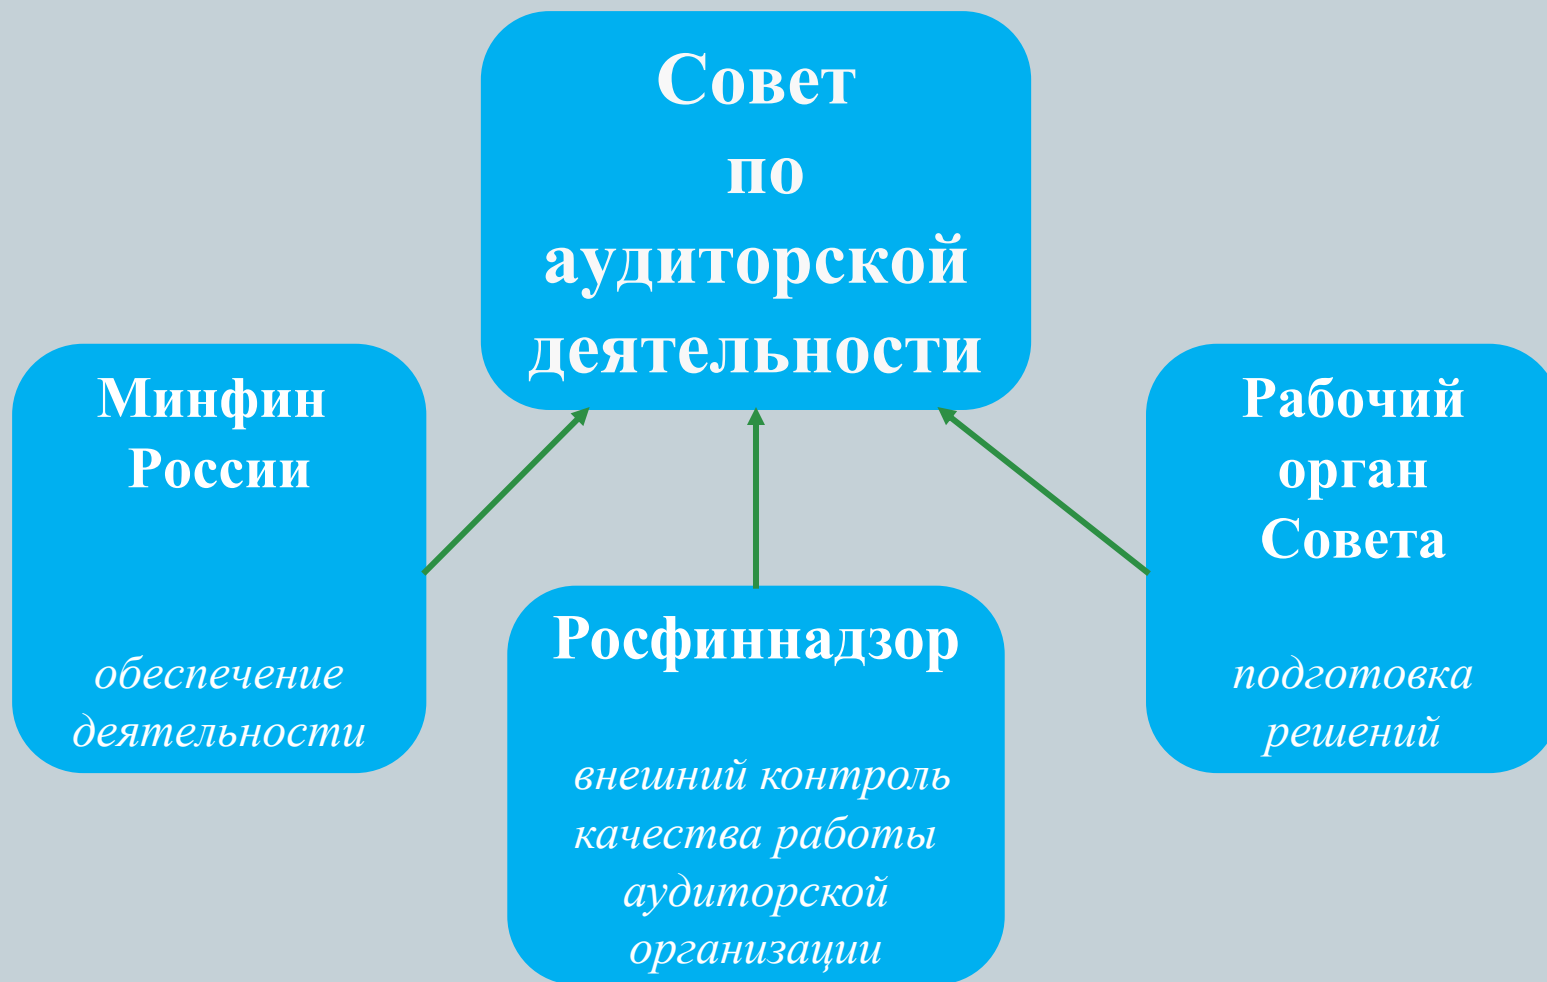 Совет
по
аудиторской
деятельности
Минфин
России
обеспечение
деятельности
Росфиннадзор
внешний контроль
качества работы
аудиторской
организации
Рабочий
орган
Совета
подготовка
решений